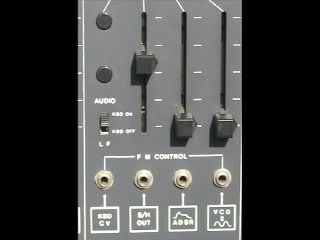 AUDIO
KBD ON
KBD OFF
L F
F M CONTROL
KBD
CV
S/H
OUT
ADSR
VCO
2